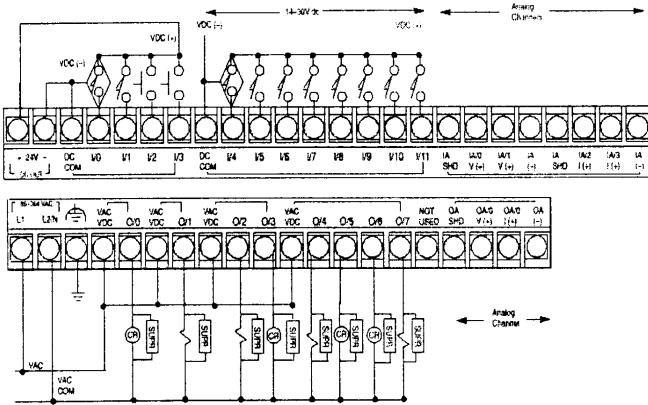 14-30V dc
Analog
Channels
VDC (-)
VDC (+)
VDC (+)
VDC (-)
+ 24V -
DC
COM
I/0
I/1
I/2
I/3
DC
COM
I/4
I/5
I/6
I/7
I/8
I/9
I/10
I/11
IA
SHD
IA/0
V (+)
IA/1
V (+)
IA
(-)
IA
SHD
IA/2
I (+)
IA/3
I (+)
IA
(-)
L1
L2/N
VAC
VDC
O/0
VAC
VDC
O/1
VAC
VDC
O/2
O/3
VAC
VDC
O/4
O/5
O/6
O/7
NOT
USED
OA
SHD
OA/0
V (+)
OA/0
I (+)
OA
(-)
CR
SUPR
SUPR
SUPR
CR
SUPR
SUPR
CR
SUPR
CR
SUPR
SUPR
Analog
Channel
VAC
VAC
COM